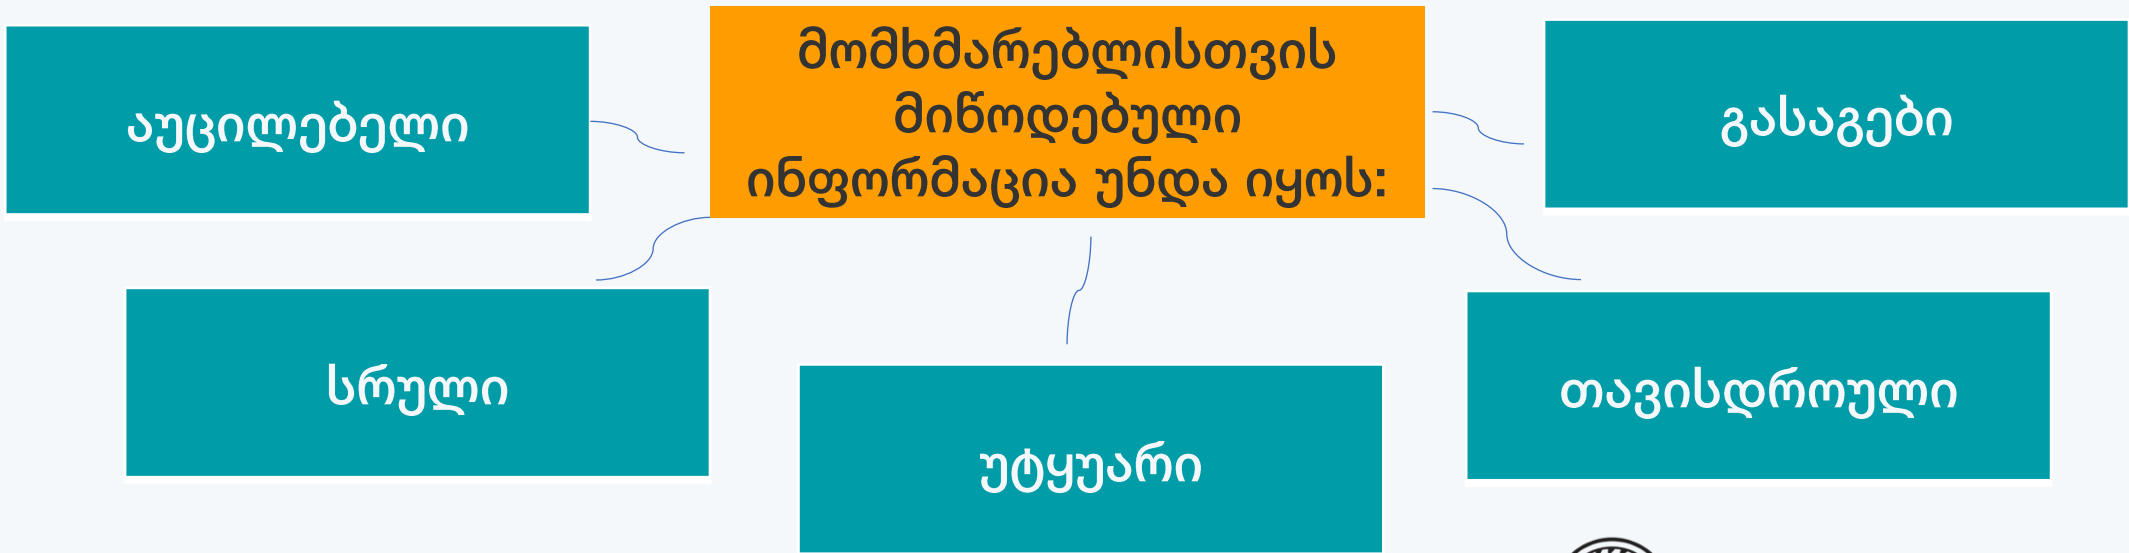 მომხმარებლისთვის
მიწოდებული
ინფორმაცია უნდა იყოს:
აუცილებელი
გასაგები
სრული
თავისდროული
უტყუარი